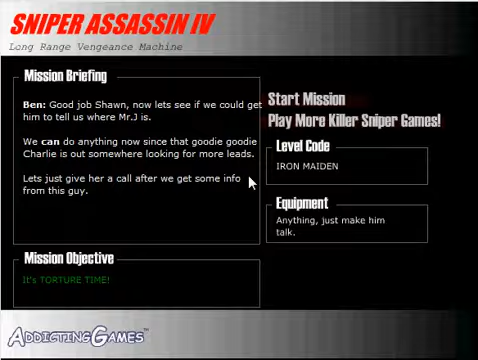 SNIPER ASSASSIN IV
Long Range Vengeance Machine
Mission Briefing
Ben: Good job Shawn, now lets see if we could get
him to tell us where Mr.J is.
We can do anything now since that goodie goodie
Charlie is out somewhere looking for more leads.
Lets just give her a call after we get some info
from this guy.
Mission Objective
It's TORTURE TIME!
Start Mission
Play More Killer Sniper Games!
Level Code
IRON MAIDEN
Equipment
Anything, just make him
talk.
ADDICTINGGAMES™